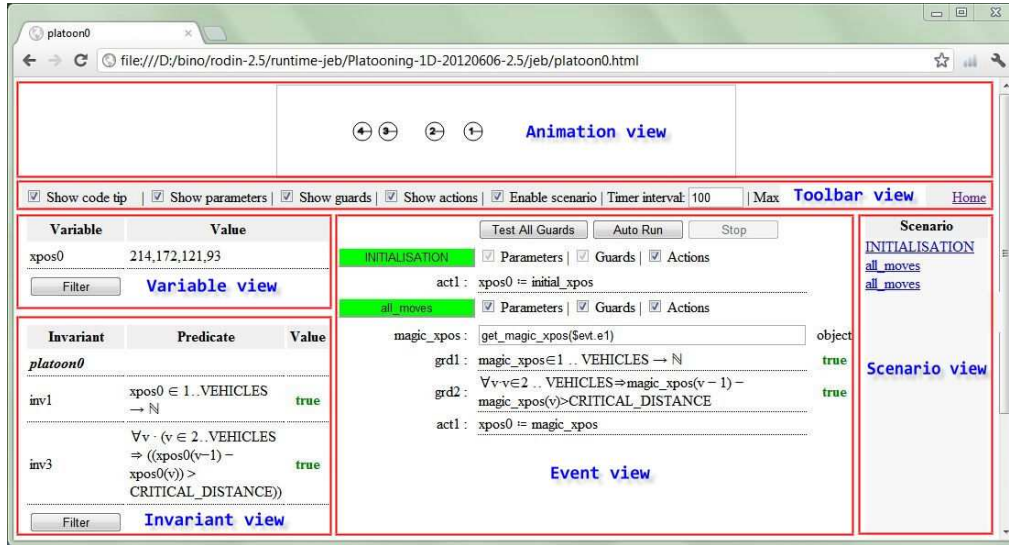 platoon0
file:///D:/bino/rodin-2.5/runtime-jeb/Platooning-1D-20120606-2.5/jeb/platoon0.html
4 3 2 1 Animation view
Show code tip | Show parameters | Show guards | Show actions | Enable scenario | Timer interval: 100 | Max Toolbar view Home
Variable Value
xpos0 214,172,121,93
Filter Variable view
Invariant Predicate Value
platoon0
inv1 xpos0 ∈ 1..VEHICLES → ℕ true
inv3 ∀v · (v ∈ 2..VEHICLES
⇒ ((xpos0(v−1) −
xpos0(v)) >
CRITICAL_DISTANCE)) true
Filter Invariant view
Test All Guards Auto Run Stop
INITIALISATION Parameters | Guards | Actions
act1 : xpos0 ≔ initial_xpos
all_moves Parameters | Guards | Actions
magic_xpos : get_magic_xpos($evt.e1) object
grd1 : magic_xpos∈1 .. VEHICLES → ℕ true
grd2 : ∀v·v∈2 .. VEHICLES⇒magic_xpos(v − 1) −
magic_xpos(v)>CRITICAL_DISTANCE true
act1 : xpos0 ≔ magic_xpos
Event view
Scenario
INITIALISATION
all_moves
all_moves
Scenario view